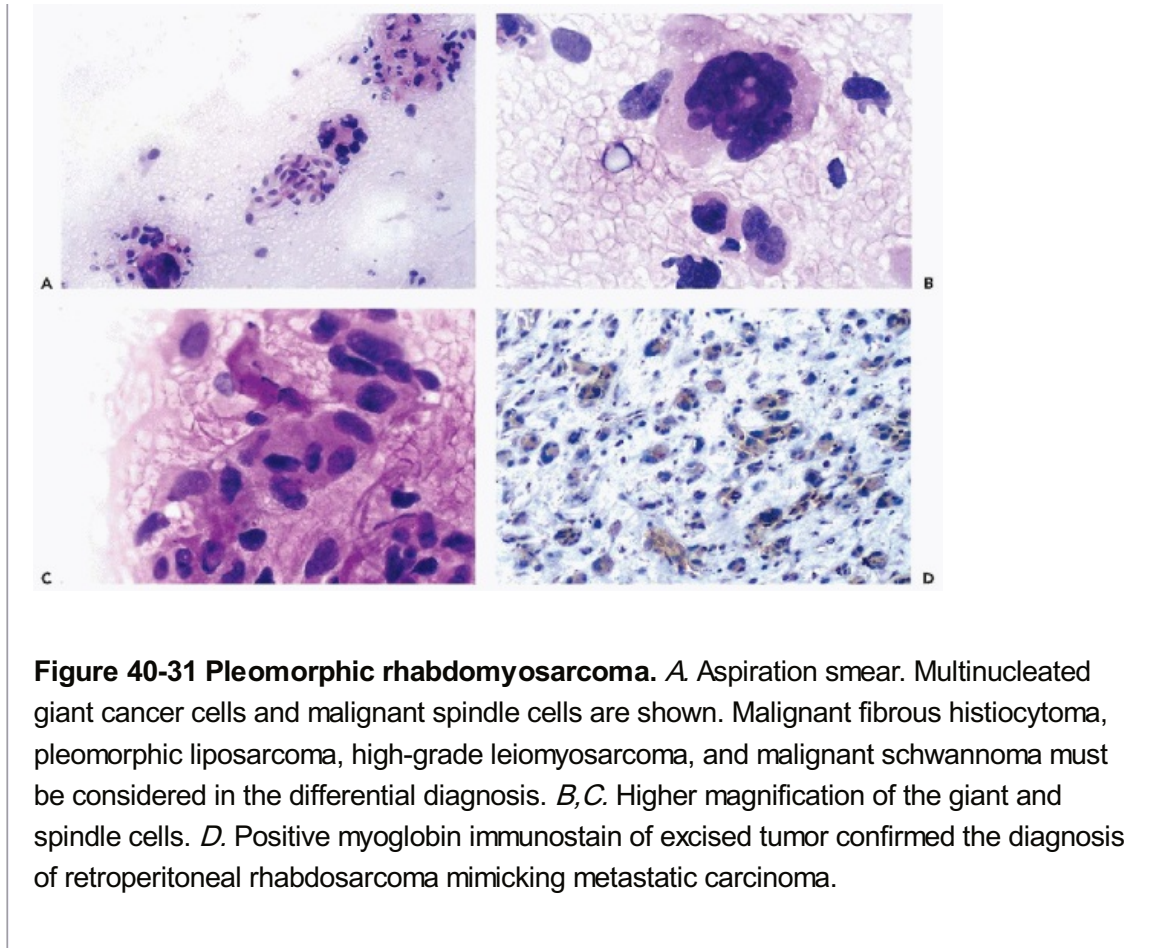 A
B
C
D
Figure 40-31 Pleomorphic rhabdomyosarcoma. A. Aspiration smear. Multinucleated
giant cancer cells and malignant spindle cells are shown. Malignant fibrous histiocytoma,
pleomorphic liposarcoma, high-grade leiomyosarcoma, and malignant schwannoma must
be considered in the differential diagnosis. B,C. Higher magnification of the giant and
spindle cells. D. Positive myoglobin immunostain of excised tumor confirmed the diagnosis
of retroperitoneal rhabdosarcoma mimicking metastatic carcinoma.